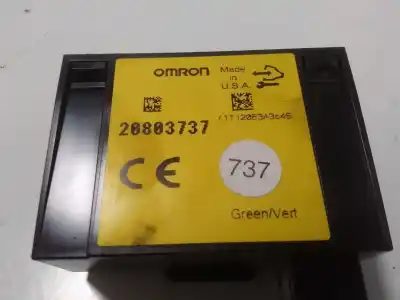 OMRON
Made
in
U.S.A.
20803737
CE
737
Green/Vert